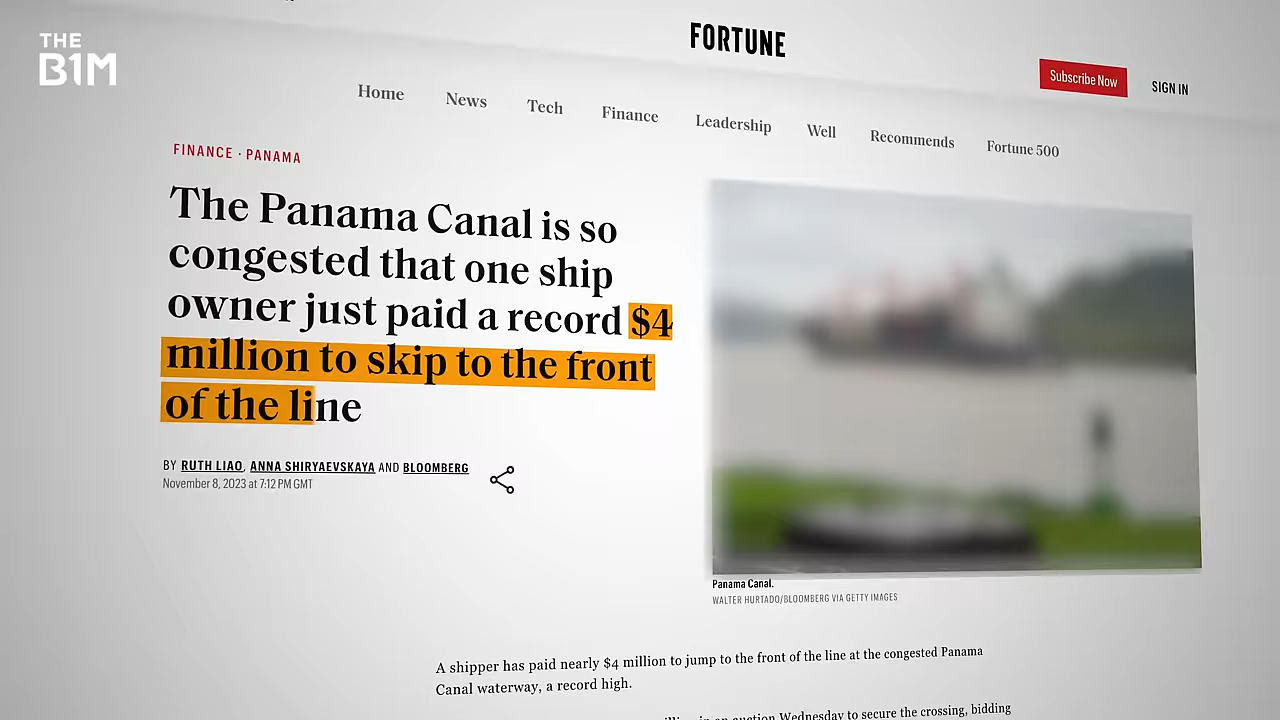 THE
B1M
FORTUNE
Subscribe Now
SIGN IN
Home News Tech Finance Leadership Well Recommends Fortune 500
FINANCE · PANAMA
The Panama Canal is so
congested that one ship
owner just paid a record $4
million to skip to the front
of the line
BY RUTH LIAO, ANNA SHIRYAEVSKAYA AND BLOOMBERG
November 8, 2023 at 7:12 PM GMT
Panama Canal.
WALTER HURTADO/BLOOMBERG VIA GETTY IMAGES
A shipper has paid nearly $4 million to jump to the front of the line at the congested Panama
Canal waterway, a record high.
in an auction Wednesday to secure the crossing, bidding